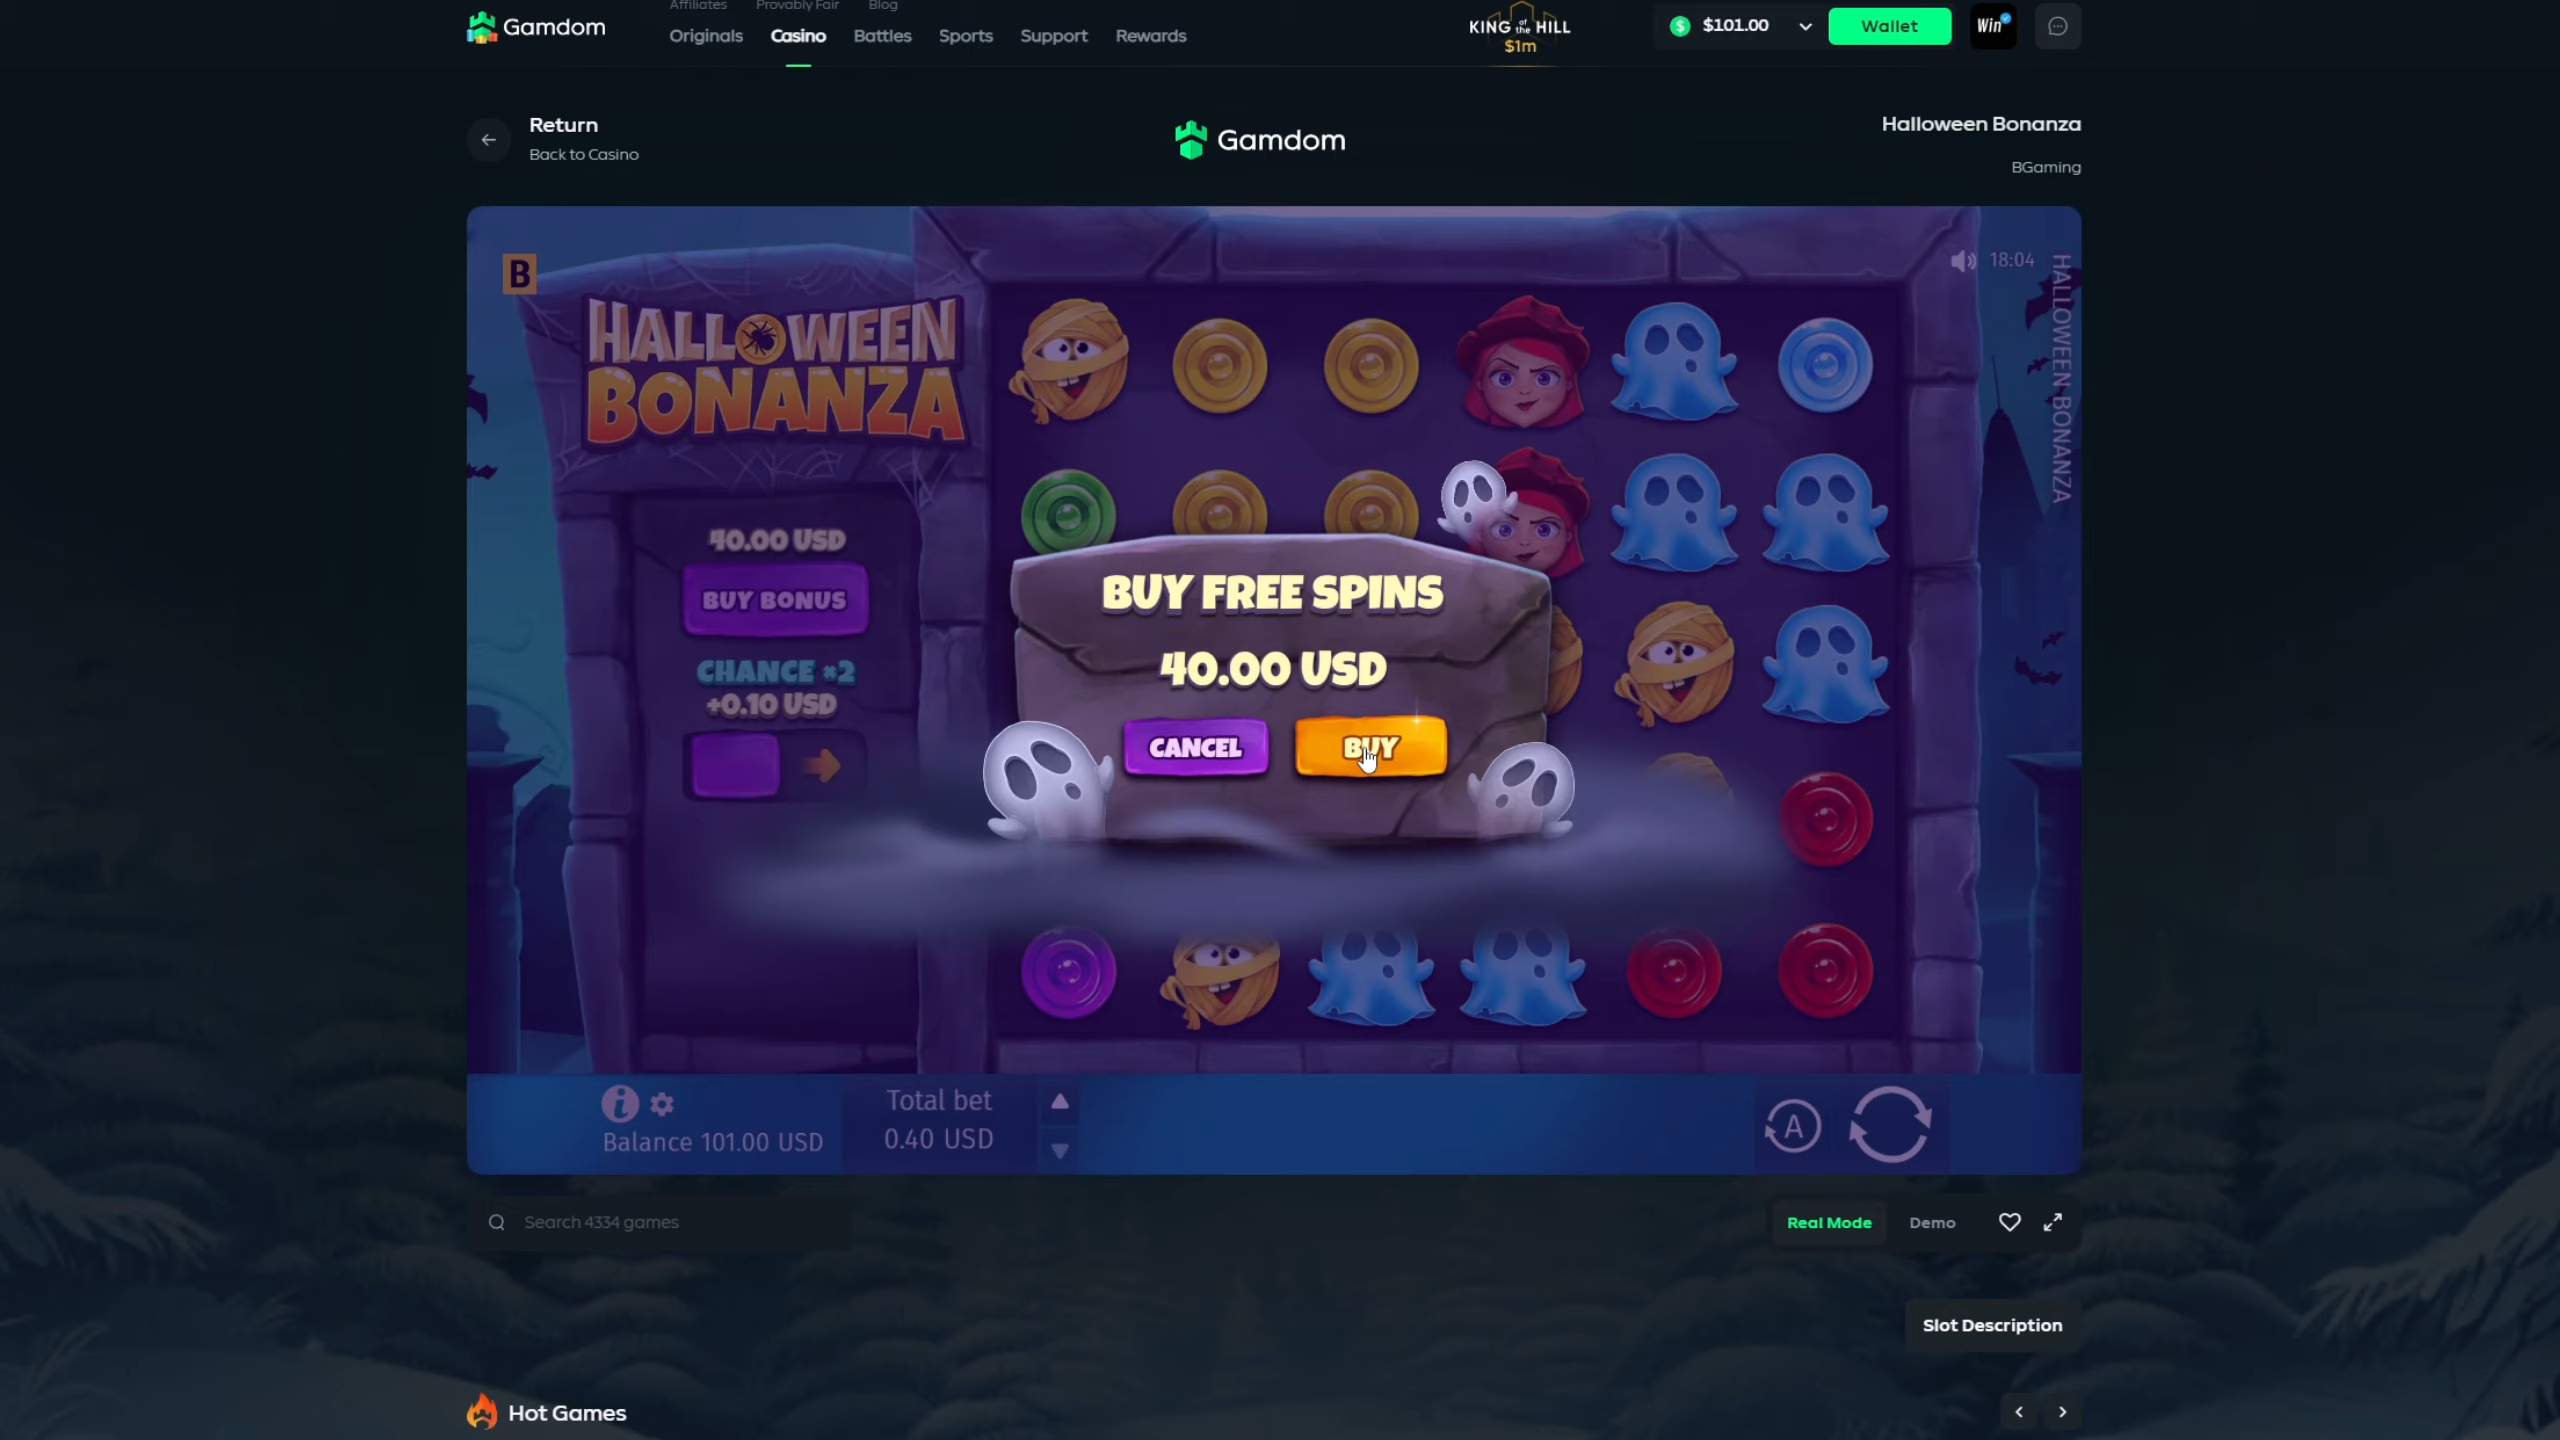 Affiliates Provably Fair Blog
Gamdom
Originals Casino Battles Sports Support Rewards
KING of the HILL
$1m
$ $101.00
Wallet
Win
Return
Back to Casino
Gamdom
Halloween Bonanza
BGaming
B
18:04
HALLOWEEN BONANZA
HALLOWEEN
BONANZA
40.00 USD
BUY BONUS
CHANCE ×2
+0.10 USD
BUY FREE SPINS
40.00 USD
CANCEL
BUY
Total bet
0.40 USD
Balance 101.00 USD
A
Search 4334 games
Real Mode
Demo
Slot Description
Hot Games